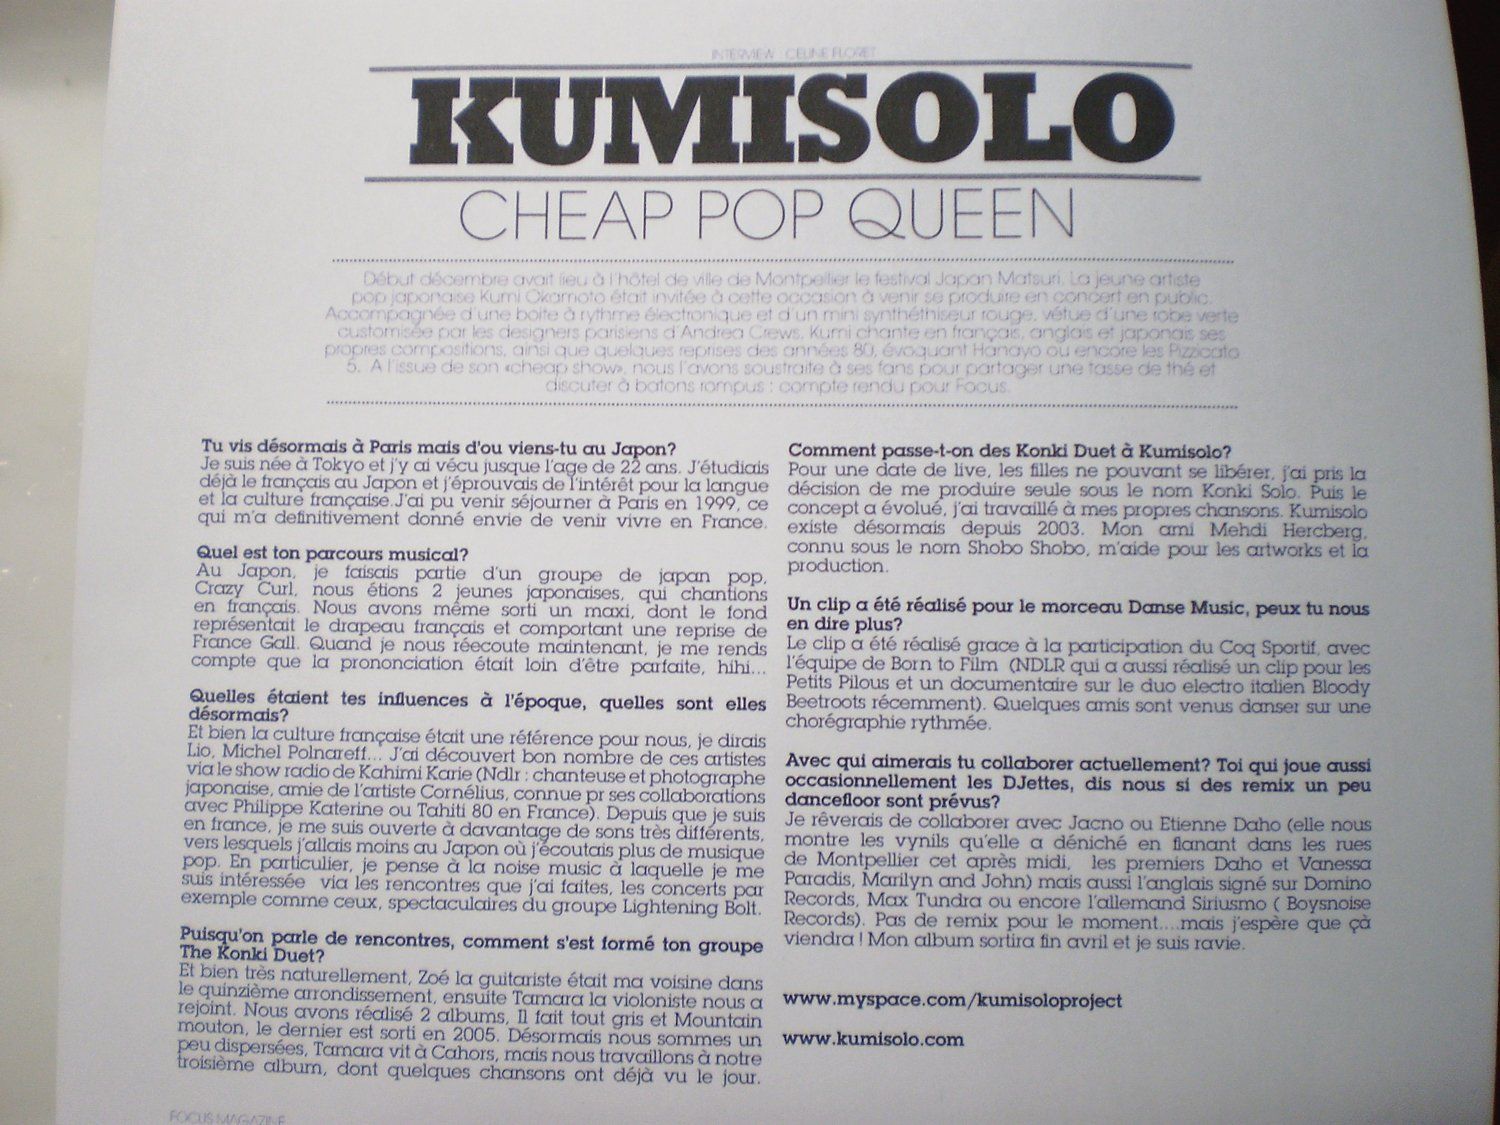 INTERVIEW : CELINE FLORET
KUMISOLO
CHEAP POP QUEEN
Début décembre avait lieu à l'hôtel de ville de Montpellier le festival Japan Matsuri. La jeune artiste
pop japonaise Kumi Okamoto était invitée à cette occasion à venir se produire en concert en public.
Accompagnée d'une boite à rythme électronique et d'un mini synthéthiseur rouge, vêtue d'une robe verte
customisée par les designers parisiens d'Andrea Crews, Kumi chante en français, anglais et japonais ses
propres compositions, ainsi que quelques reprises des années 80, évoquant Hanayo ou encore les Pizzicato
5. A l'issue de son «cheap show», nous l'avons soustraite à ses fans pour partager une tasse de thé et
discuter à batons rompus : compte rendu pour Focus.
Tu vis désormais à Paris mais d'ou viens-tu au Japon?
Je suis née à Tokyo et j'y ai vécu jusque l'age de 22 ans. J'étudiais
déjà le français au Japon et j'éprouvais de l'intérêt pour la langue
et la culture française.J'ai pu venir séjourner à Paris en 1999, ce
qui m'a definitivement donné envie de venir vivre en France.
Quel est ton parcours musical?
Au Japon, je faisais partie d'un groupe de japan pop,
Crazy Curl, nous étions 2 jeunes japonaises, qui chantions
en français. Nous avons même sorti un maxi, dont le fond
représentait le drapeau français et comportant une reprise de
France Gall. Quand je nous réecoute maintenant, je me rends
compte que la prononciation était loin d'être parfaite, hihi...
Quelles étaient tes influences à l'époque, quelles sont elles
désormais?
Et bien la culture française était une référence pour nous, je dirais
Lio, Michel Polnareff... J'ai découvert bon nombre de ces artistes
via le show radio de Kahimi Karie (Ndlr : chanteuse et photographe
japonaise, amie de l'artiste Cornélius, connue pr ses collaborations
avec Philippe Katerine ou Tahiti 80 en France). Depuis que je suis
en france, je me suis ouverte à davantage de sons très différents,
vers lesquels j'allais moins au Japon où j'écoutais plus de musique
pop. En particulier, je pense à la noise music à laquelle je me
suis intéressée via les rencontres que j'ai faites, les concerts par
exemple comme ceux, spectaculaires du groupe Lightening Bolt.
Puisqu'on parle de rencontres, comment s'est formé ton groupe
The Konki Duet?
Et bien très naturellement, Zoé la guitariste était ma voisine dans
le quinzième arrondissement, ensuite Tamara la violoniste nous a
rejoint. Nous avons réalisé 2 albums, Il fait tout gris et Mountain
mouton, le dernier est sorti en 2005. Désormais nous sommes un
peu dispersées, Tamara vit à Cahors, mais nous travaillons à notre
troisième album, dont quelques chansons ont déjà vu le jour.
Comment passe-t-on des Konki Duet à Kumisolo?
Pour une date de live, les filles ne pouvant se libérer, j'ai pris la
décision de me produire seule sous le nom Konki Solo. Puis le
concept a évolué, j'ai travaillé à mes propres chansons. Kumisolo
existe désormais depuis 2003. Mon ami Mehdi Hercberg,
connu sous le nom Shobo Shobo, m'aide pour les artworks et la
production.
Un clip a été réalisé pour le morceau Danse Music, peux tu nous
en dire plus?
Le clip a été réalisé grace à la participation du Coq Sportif, avec
l'équipe de Born to Film (NDLR qui a aussi réalisé un clip pour les
Petits Pilous et un documentaire sur le duo electro italien Bloody
Beetroots récemment). Quelques amis sont venus danser sur une
chorégraphie rythmée.
Avec qui aimerais tu collaborer actuellement? Toi qui joue aussi
occasionnellement les DJettes, dis nous si des remix un peu
dancefloor sont prévus?
Je rêverais de collaborer avec Jacno ou Etienne Daho (elle nous
montre les vynils qu'elle a déniché en flanant dans les rues
de Montpellier cet après midi, les premiers Daho et Vanessa
Paradis, Marilyn and John) mais aussi l'anglais signé sur Domino
Records, Max Tundra ou encore l'allemand Siriusmo ( Boysnoise
Records). Pas de remix pour le moment....mais j'espère que çà
viendra ! Mon album sortira fin avril et je suis ravie.
www.myspace.com/kumisoloproject
www.kumisolo.com
FOCUS MAGAZINE